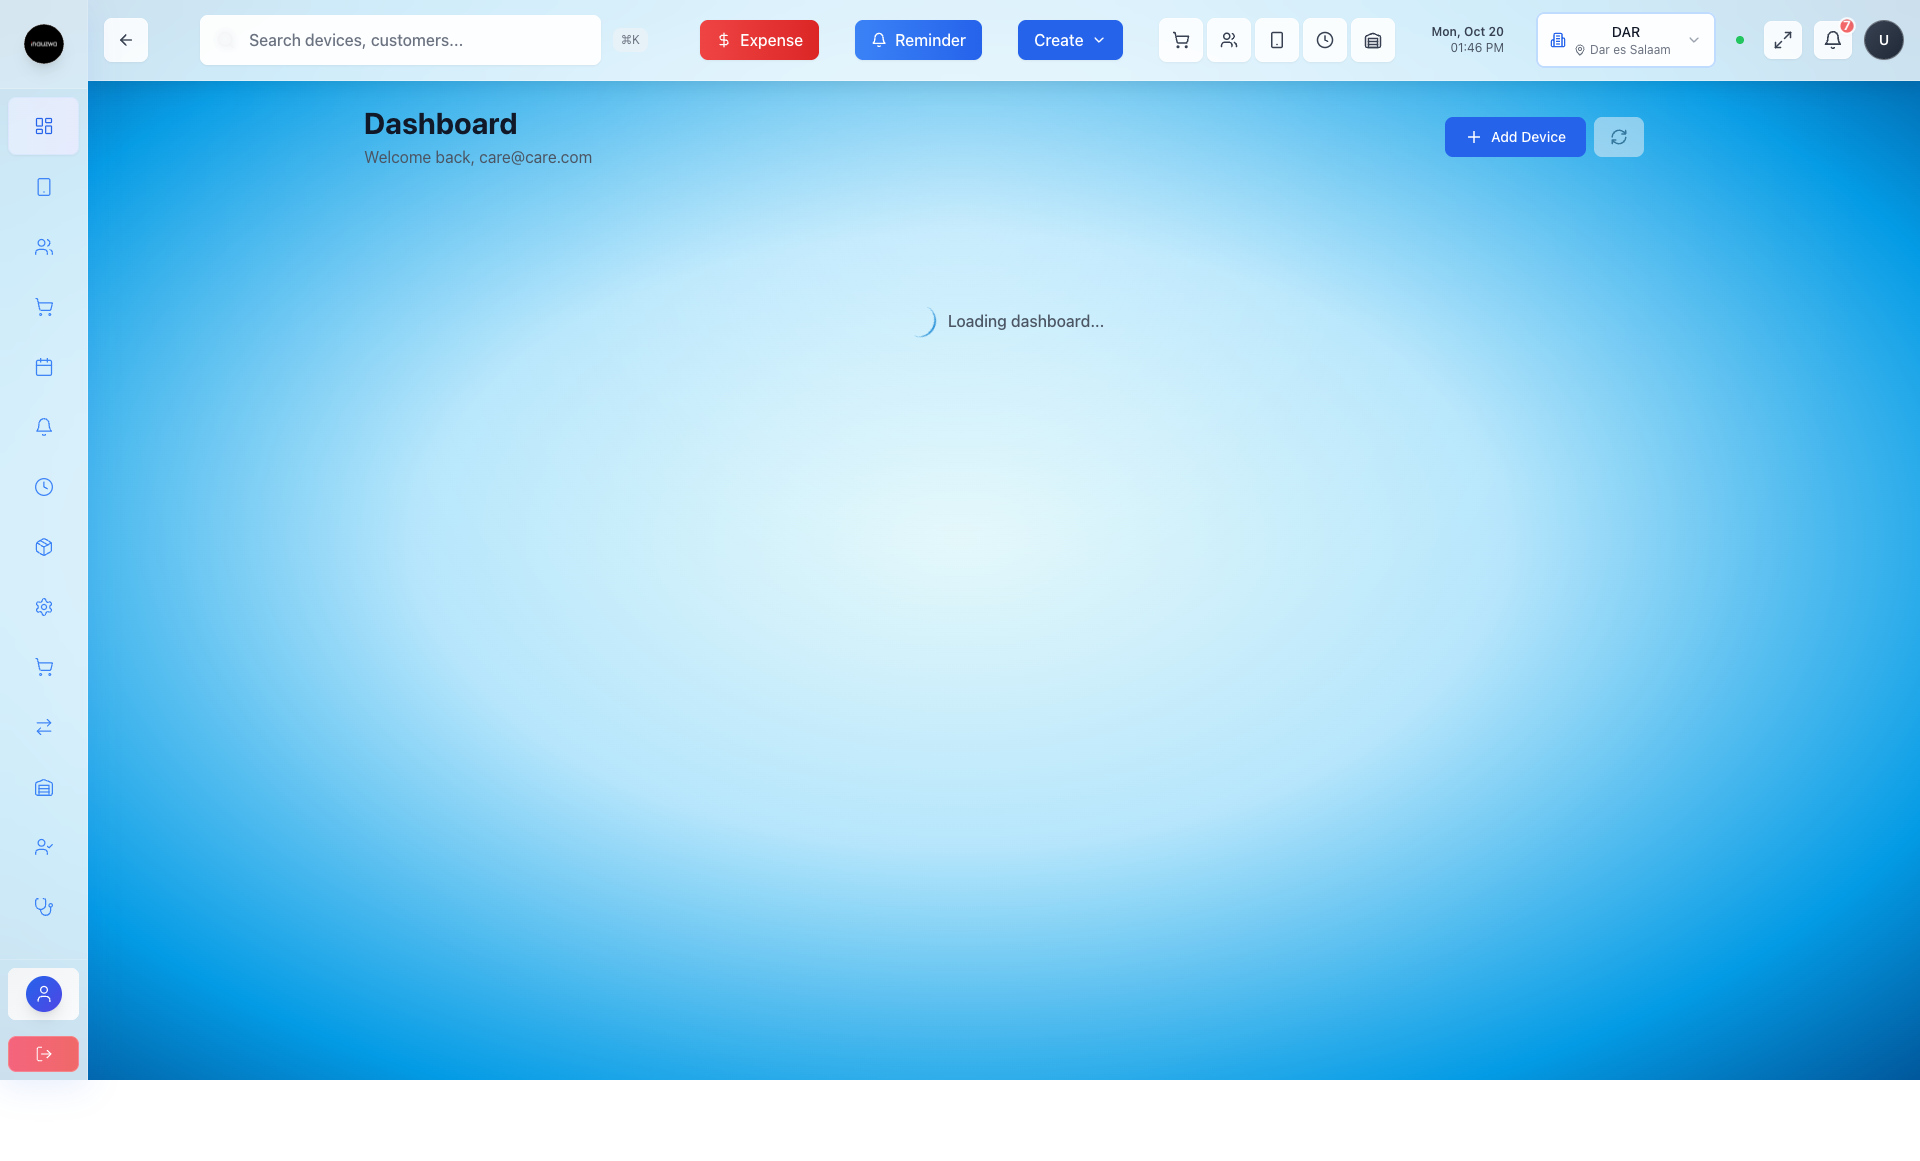 inauzwa
Search devices, customers...
⌘K
Expense
Reminder
Create
Mon, Oct 20
01:46 PM
DAR
Dar es Salaam
7
U
Dashboard
Welcome back, care@care.com
Add Device
Loading dashboard...